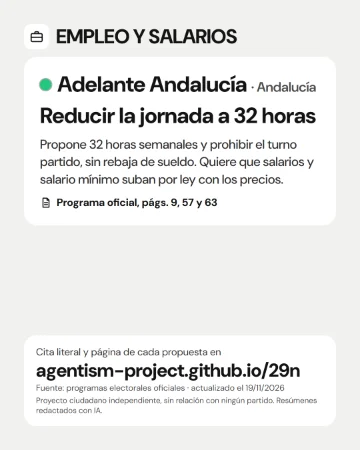 EMPLEO Y SALARIOS
Adelante Andalucía · Andalucía
Reducir la jornada a 32 horas
Propone 32 horas semanales y prohibir el turno
partido, sin rebaja de sueldo. Quiere que salarios y
salario mínimo suban por ley con los precios.
Programa oficial, págs. 9, 57 y 63
Cita literal y página de cada propuesta en
agentism-project.github.io/29n
Fuente: programas electorales oficiales · actualizado el 19/11/2026
Proyecto ciudadano independiente, sin relación con ningún partido. Resúmenes
redactados con IA.